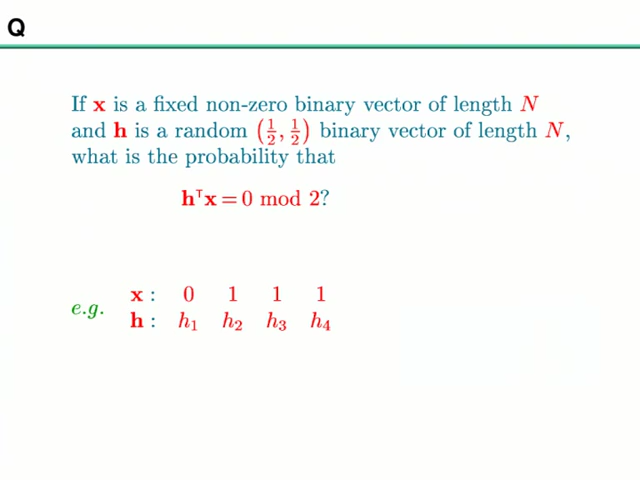 Q
If x is a fixed non-zero binary vector of length N
and h is a random (1/2, 1/2) binary vector of length N,
what is the probability that
hᵀx = 0 mod 2?
e.g.
x : 0 1 1 1
h : h₁ h₂ h₃ h₄